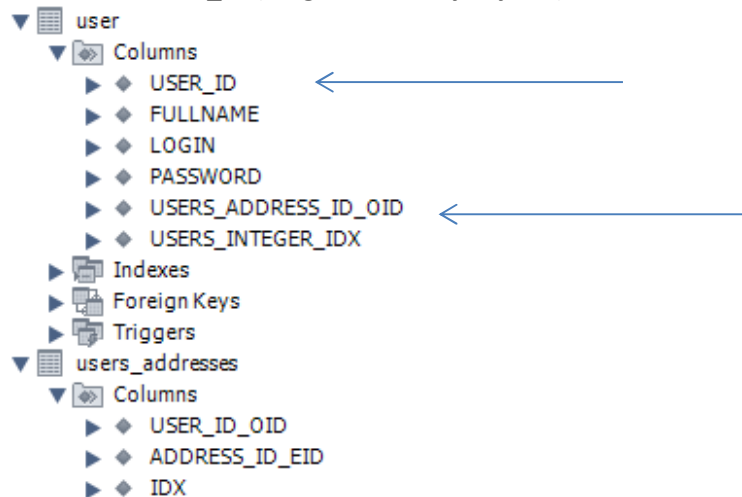 user
Columns
USER_ID
FULLNAME
LOGIN
PASSWORD
USERS_ADDRESS_ID_OID
USERS_INTEGER_IDX
Indexes
Foreign Keys
Triggers
users_addresses
Columns
USER_ID_OID
ADDRESS_ID_EID
IDX